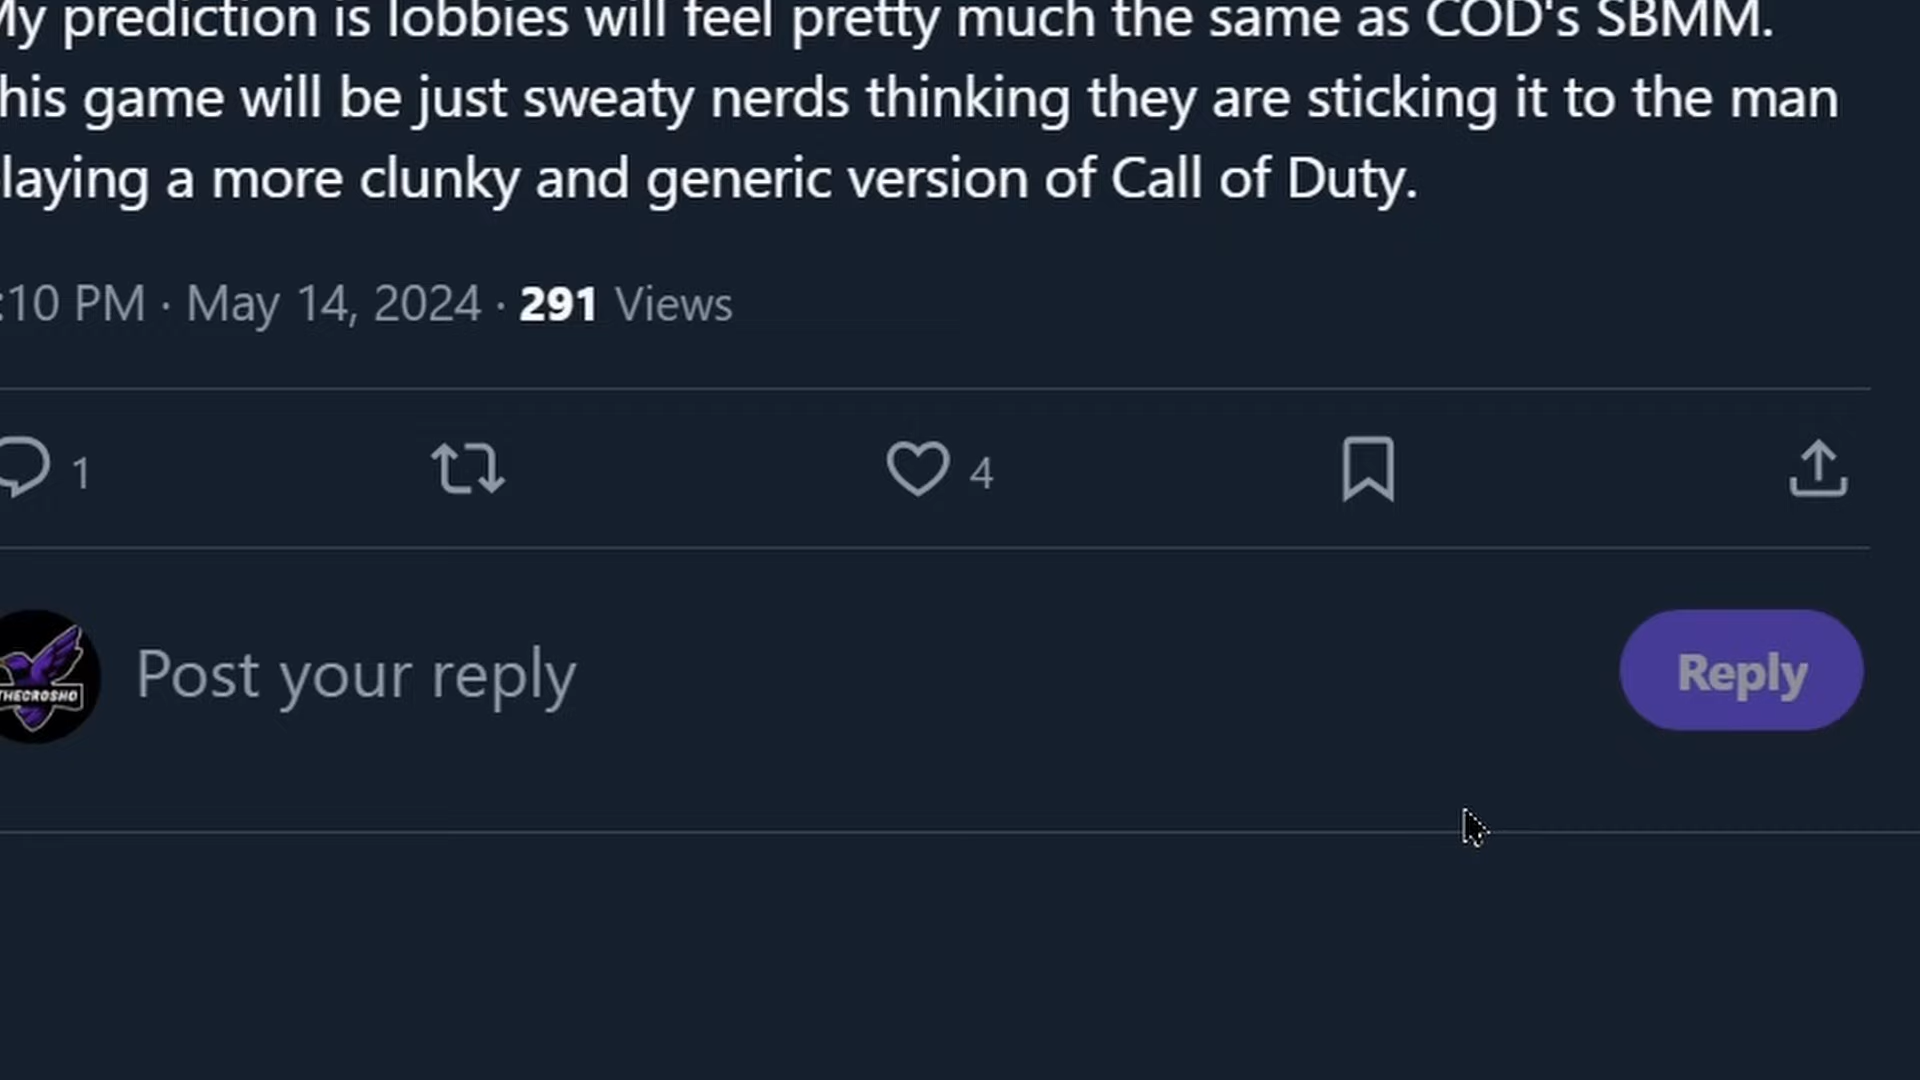 My prediction is lobbies will feel pretty much the same as COD's SBMM.
his game will be just sweaty nerds thinking they are sticking it to the man
laying a more clunky and generic version of Call of Duty.
:10 PM · May 14, 2024 · 291 Views
1 4
THECROSHO
Post your reply
Reply